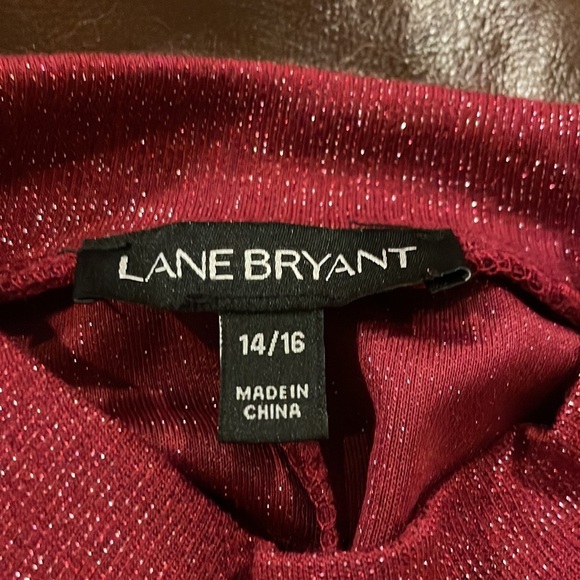 LANE BRYANT
14/16
MADE IN
CHINA